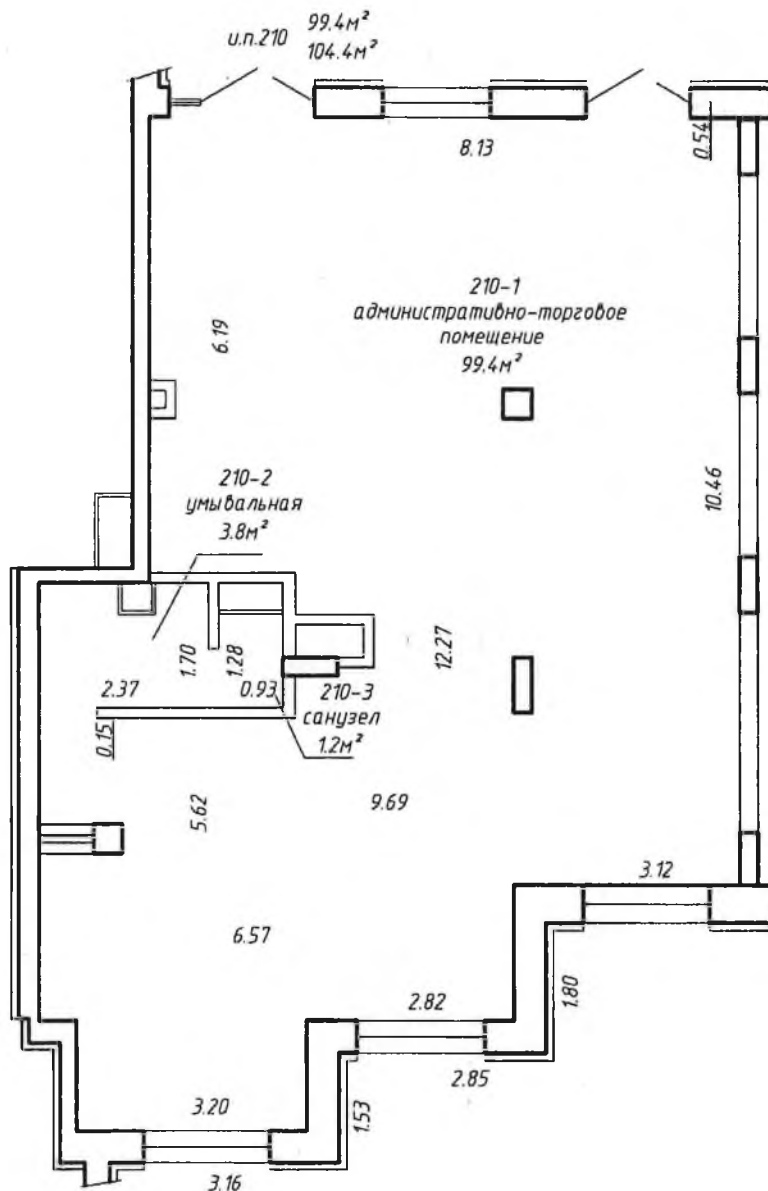 и.п.210 99.4м²
104.4м²
8.13
0.54
210-1
административно-торговое
помещение
99.4м²
6.19
10.46
210-2
умывальная
3.8м²
1.70
1.28
12.27
2.37
0.93
210-3
санузел
1.2м²
0.15
5.62
9.69
3.12
6.57
1.80
2.82
2.85
3.20
1.53
3.16